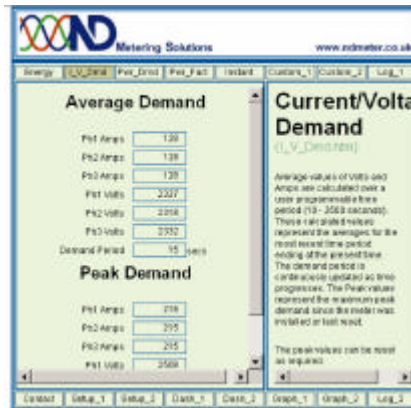 ND Metering Solutions
www.ndmeter.co.uk
Energy I_V_Dmd Pwr_Dmd Pwr_Fact Instant Custom_1 Custom_2 Log_1
Average Demand
Ph1 Amps 128
Ph2 Amps 128
Ph3 Amps 128
Ph1 Volts
Ph2 Volts
Ph3 Volts
Demand Period 15 secs
Peak Demand
Ph1 Amps
Ph2 Amps 215
Ph3 Amps 215
Ph1 Volts
Current/Volta
Demand
(I_V_Dmd.htm)
Average values of Volts and
Amps are calculated over a
user programmable time
period (10 - 2500 seconds).
These calculated values
represent the averages for the
most recent time period
ending at the present time.
The demand period is
continuously updated as time
progresses. The Peak values
represent the maximum peak
demand since the meter was
installed or last reset.
The peak values can be reset
as required.
Contact Setup_1 Setup_2 Dash_1 Dash_2 Graph_1 Graph_2 Log_2